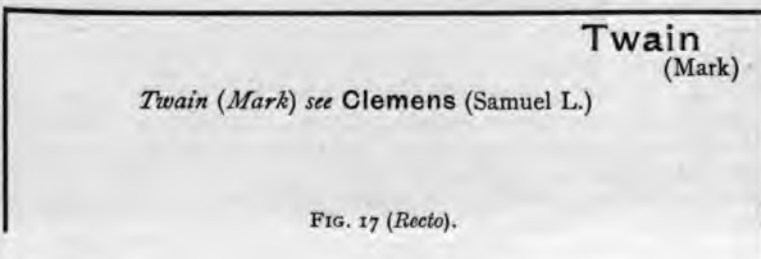 Twain
(Mark)
Twain (Mark) see Clemens (Samuel L.)
FIG. 17 (Recto).